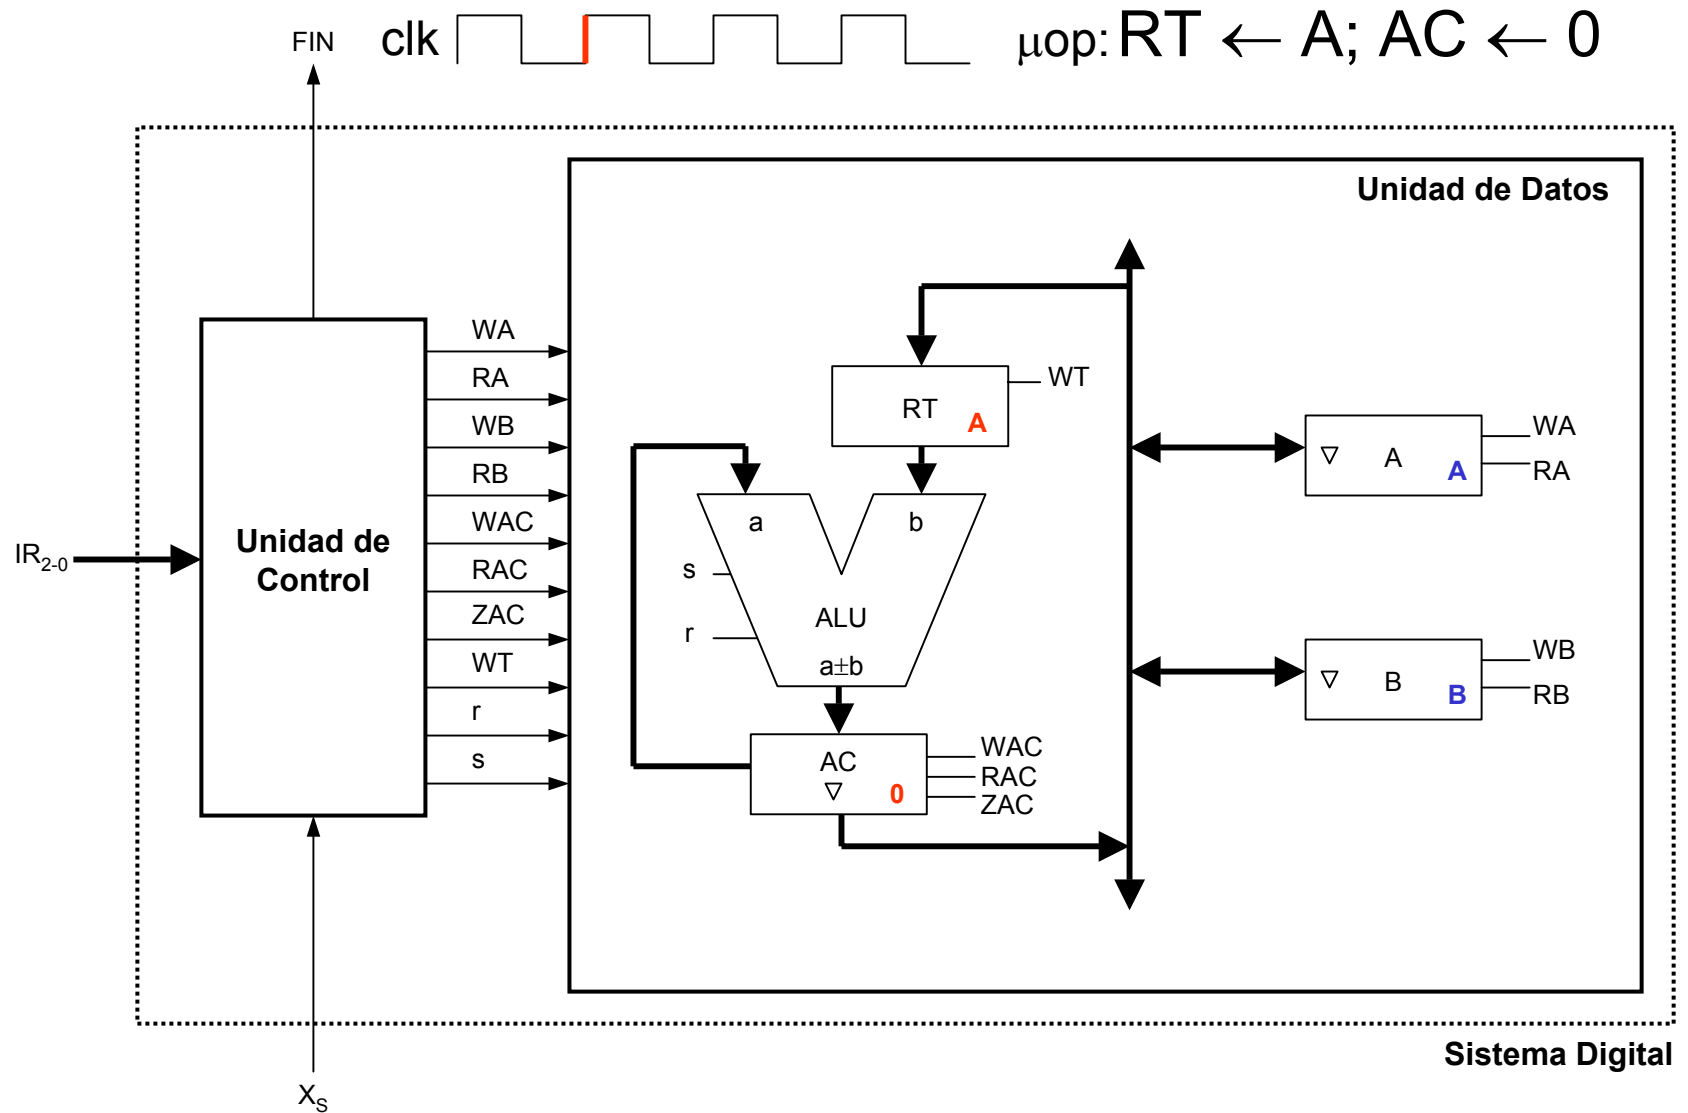 FIN
clk
μop: RT ← A; AC ← 0
Unidad de Datos
WA
RA
WB
RB
WAC
RAC
ZAC
WT
r
s
Unidad de
Control
IR2-0
RT A
WT
a b
s
r
ALU
a±b
AC
0
WAC
RAC
ZAC
A A
WA
RA
B B
WB
RB
Sistema Digital
XS